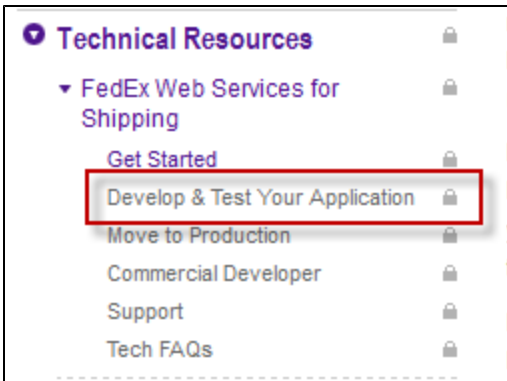 Technical Resources
FedEx Web Services for
Shipping
Get Started
Develop & Test Your Application
Move to Production
Commercial Developer
Support
Tech FAQs